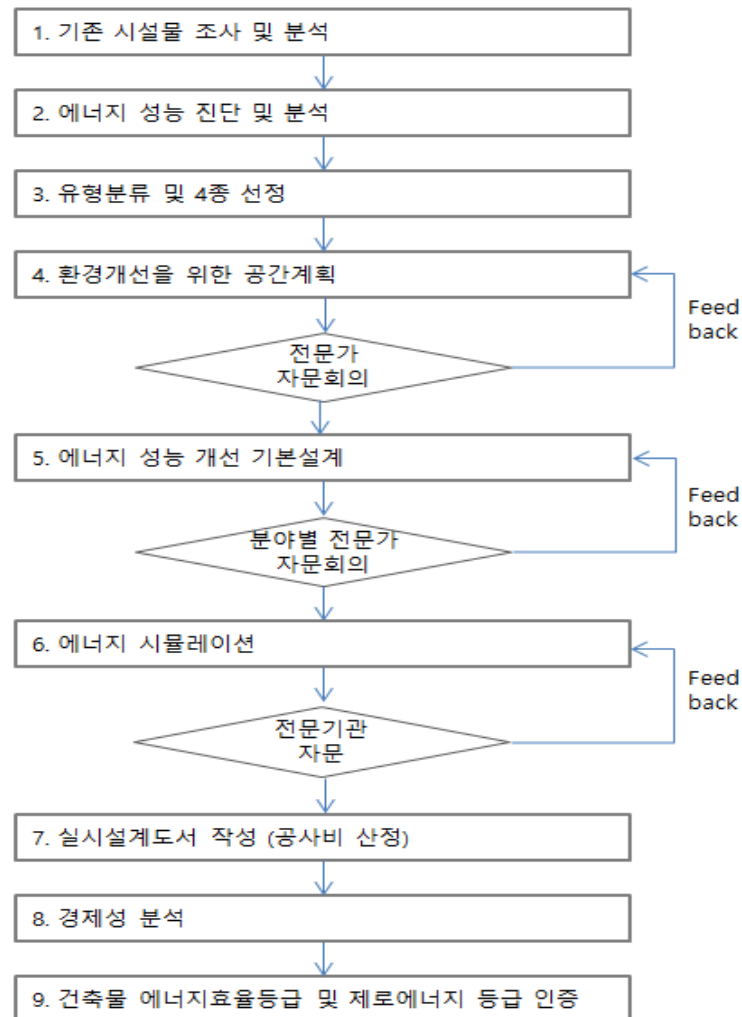 1. 기존 시설물 조사 및 분석
2. 에너지 성능 진단 및 분석
3. 유형분류 및 4종 선정
4. 환경개선을 위한 공간계획
Feed
back
전문가
자문회의
5. 에너지 성능 개선 기본설계
Feed
back
분야별 전문가
자문회의
6. 에너지 시뮬레이션
Feed
back
전문기관
자문
7. 실시설계도서 작성 (공사비 산정)
8. 경제성 분석
9. 건축물 에너지효율등급 및 제로에너지 등급 인증